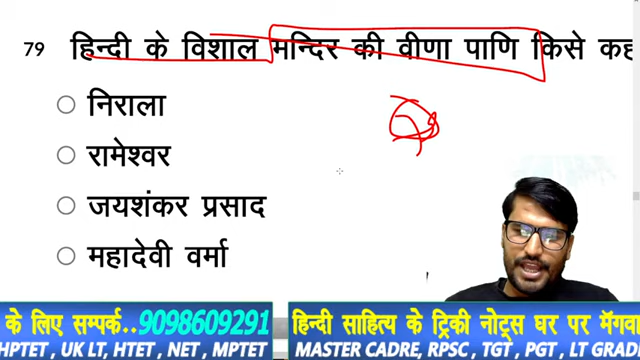 79 हिन्दी के विशाल मन्दिर की वीणा पाणि किसे कह
निराला
रामेश्वर
जयशंकर प्रसाद
महादेवी वर्मा
के लिए सम्पर्क..9098609291 हिन्दी साहित्य के ट्रिकी नोट्स घर पर मॅगवा
HPTET , UK LT, HTET , NET , MPTET MASTER CADRE, RPSC , TGT PGT , LT GRAD